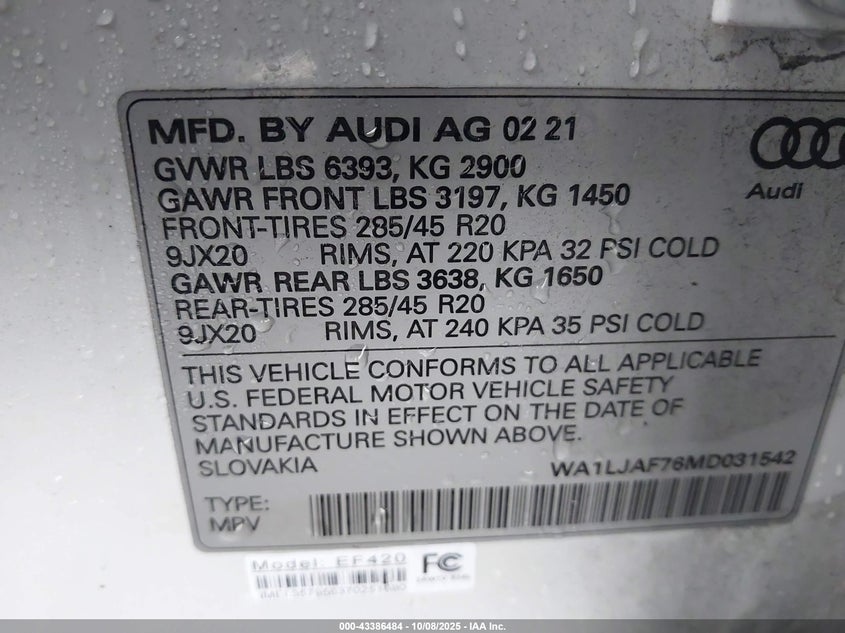 MFD. BY AUDI AG 02 21
GVWR LBS 6393, KG 2900
GAWR FRONT LBS 3197, KG 1450
FRONT-TIRES 285/45 R20
9JX20 RIMS, AT 220 KPA 32 PSI COLD
GAWR REAR LBS 3638, KG 1650
REAR-TIRES 285/45 R20
9JX20 RIMS, AT 240 KPA 35 PSI COLD
Audi
THIS VEHICLE CONFORMS TO ALL APPLICABLE
U.S. FEDERAL MOTOR VEHICLE SAFETY
STANDARDS IN EFFECT ON THE DATE OF
MANUFACTURE SHOWN ABOVE.
SLOVAKIA WA1LJAF76MD031542
TYPE:
MPV
Model: EF420 FC
000-43386484 - 10/08/2025 - IAA Inc.